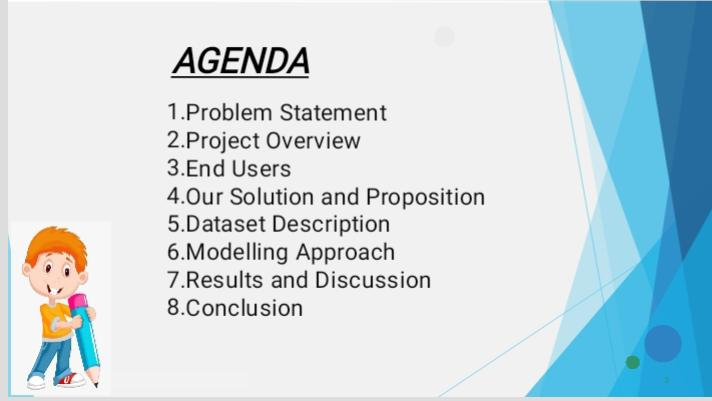 AGENDA
1.Problem Statement
2.Project Overview
3.End Users
4.Our Solution and Proposition
5.Dataset Description
6.Modelling Approach
7.Results and Discussion
8.Conclusion
3